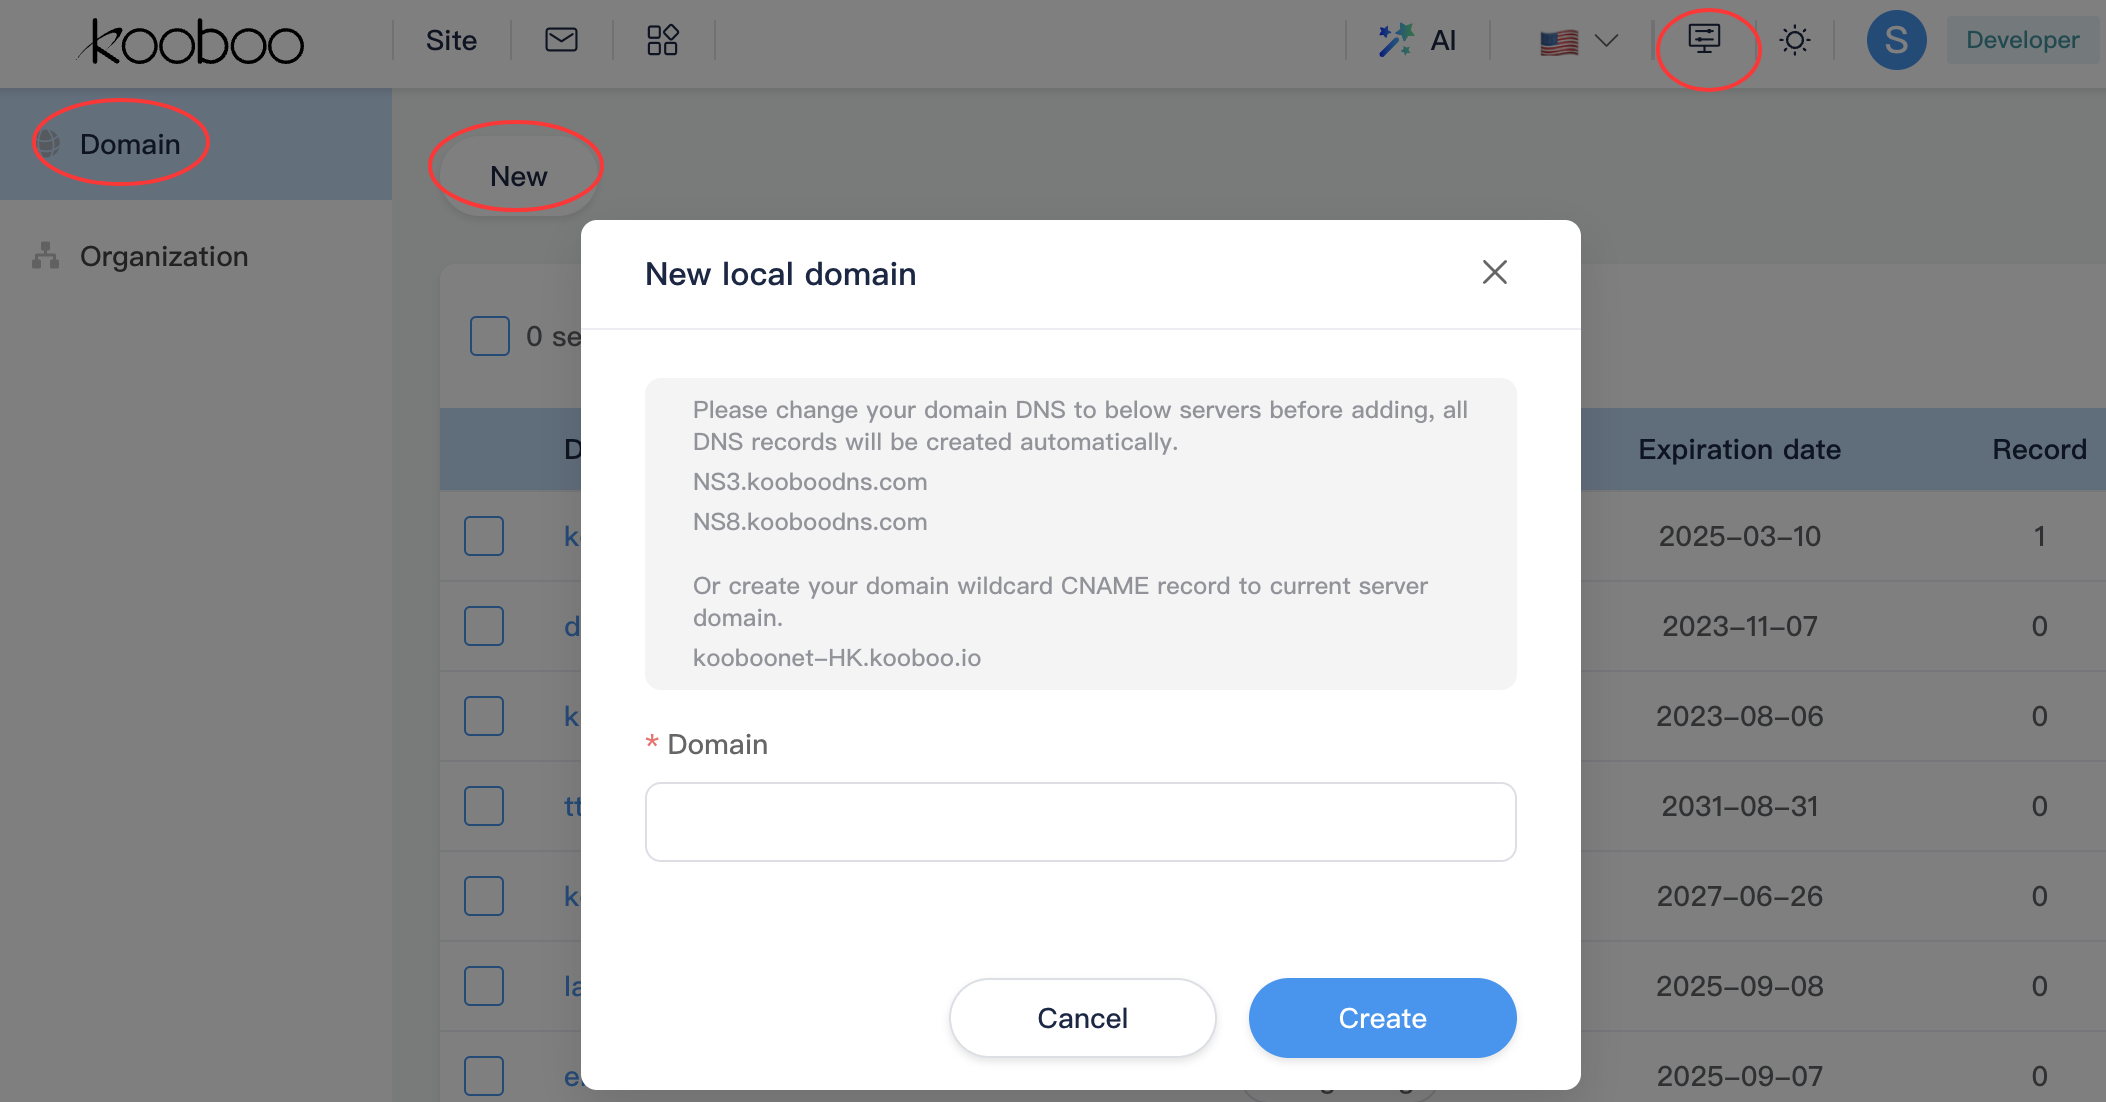 kooboo
Site
AI
S
Developer
Domain
Organization
New
New local domain
0
Please change your domain DNS to below servers before adding, all
DNS records will be created automatically.
NS3.kooboodns.com
NS8.kooboodns.com
Or create your domain wildcard CNAME record to current server
domain.
kooboonet-HK.kooboo.io
* Domain
Cancel
Create
Expiration date Record
2025-03-10 1
2023-11-07 0
2023-08-06 0
2031-08-31 0
2027-06-26 0
2025-09-08 0
2025-09-07 0